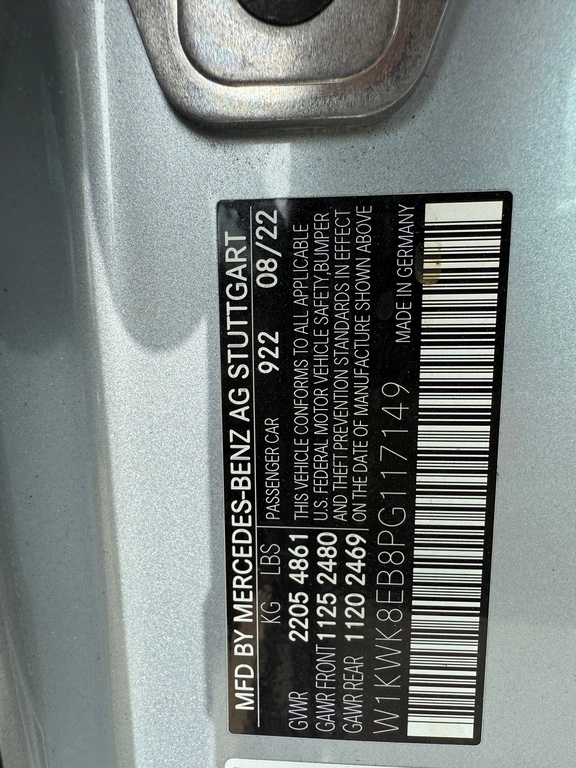 MFD BY MERCEDES-BENZ AG STUTTGART
KG LBS PASSENGER CAR 922 08/22
GVWR 2205 4861 THIS VEHICLE CONFORMS TO ALL APPLICABLE
GAWR FRONT 1125 2480 U.S. FEDERAL MOTOR VEHICLE SAFETY,BUMPER
GAWR REAR 1120 2469 AND THEFT PREVENTION STANDARDS IN EFFECT
ON THE DATE OF MANUFACTURE SHOWN ABOVE
W1KWK8EB8PG117149 MADE IN GERMANY